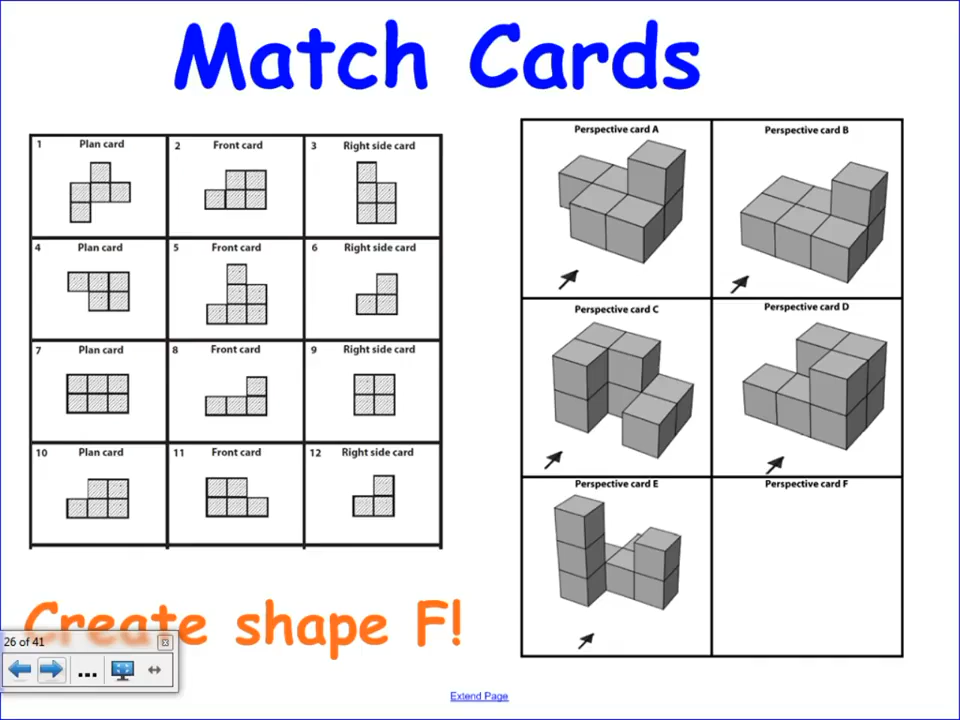 Match Cards
1 Plan card
2 Front card
3 Right side card
4 Plan card
5 Front card
6 Right side card
7 Plan card
8 Front card
9 Right side card
10 Plan card
11 Front card
12 Right side card
Perspective card A
Perspective card B
Perspective card C
Perspective card D
Perspective card E
Perspective card F
Create shape F!
26 of 41
...
Extend Page